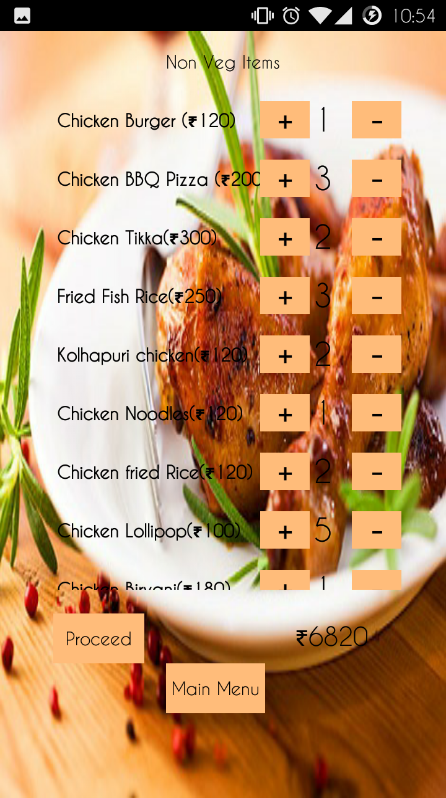 10:54
Non Veg Items
Chicken Burger (₹120) + 1 -
Chicken BBQ Pizza (₹200 + 3 -
Chicken Tikka(₹300) + 2 -
Fried Fish Rice(₹250) + 3 -
Kolhapuri chicken(₹120) + 2 -
Chicken Noodles(₹120) + 1 -
Chicken fried Rice(₹120) + 2 -
Chicken Lollipop(₹100) + 5 -
Chicken Biryani(₹180) + 1
Proceed ₹6820
Main Menu